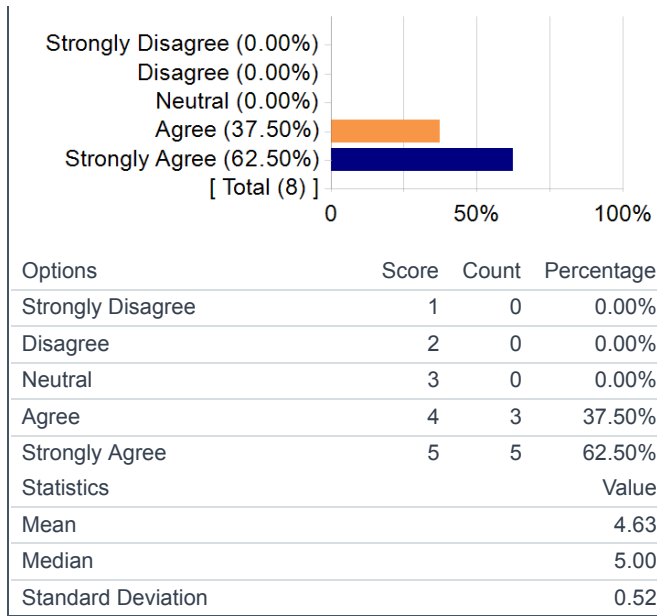 Strongly Disagree (0.00%)
Disagree (0.00%)
Neutral (0.00%)
Agree (37.50%)
Strongly Agree (62.50%)
[ Total (8) ]
0 50% 100%
Options Score Count Percentage
Strongly Disagree 1 0 0.00%
Disagree 2 0 0.00%
Neutral 3 0 0.00%
Agree 4 3 37.50%
Strongly Agree 5 5 62.50%
Statistics Value
Mean 4.63
Median 5.00
Standard Deviation 0.52